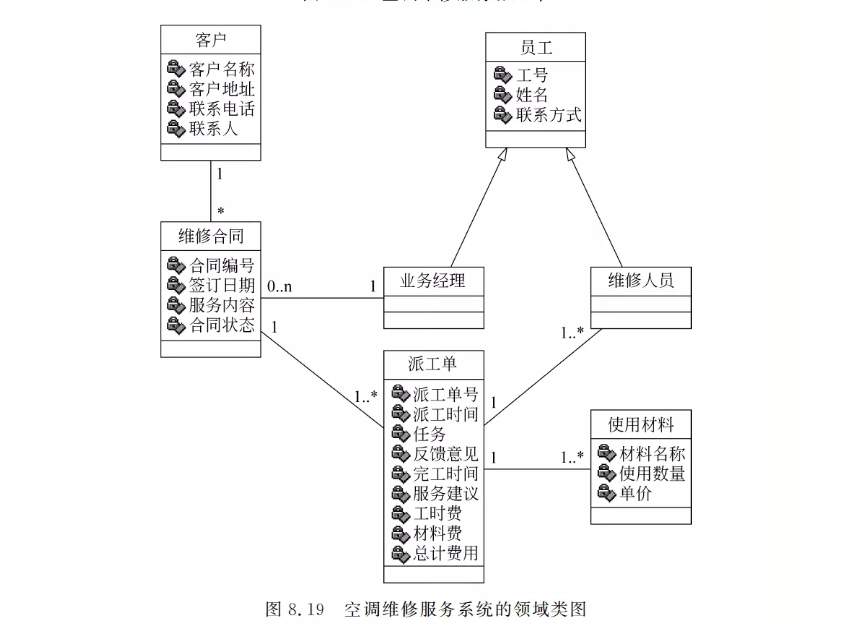 客户
客户名称
客户地址
联系电话
联系人
员工
工号
姓名
联系方式
1
*
维修合同
合同编号
签订日期
服务内容
合同状态
0..n
1
业务经理
维修人员
1
1..*
派工单
派工单号
派工时间
任务
反馈意见
完工时间
服务建议
工时费
材料费
总计费用
1..*
1
1
1..*
使用材料
材料名称
使用数量
单价
图 8.19 空调维修服务系统的领域类图